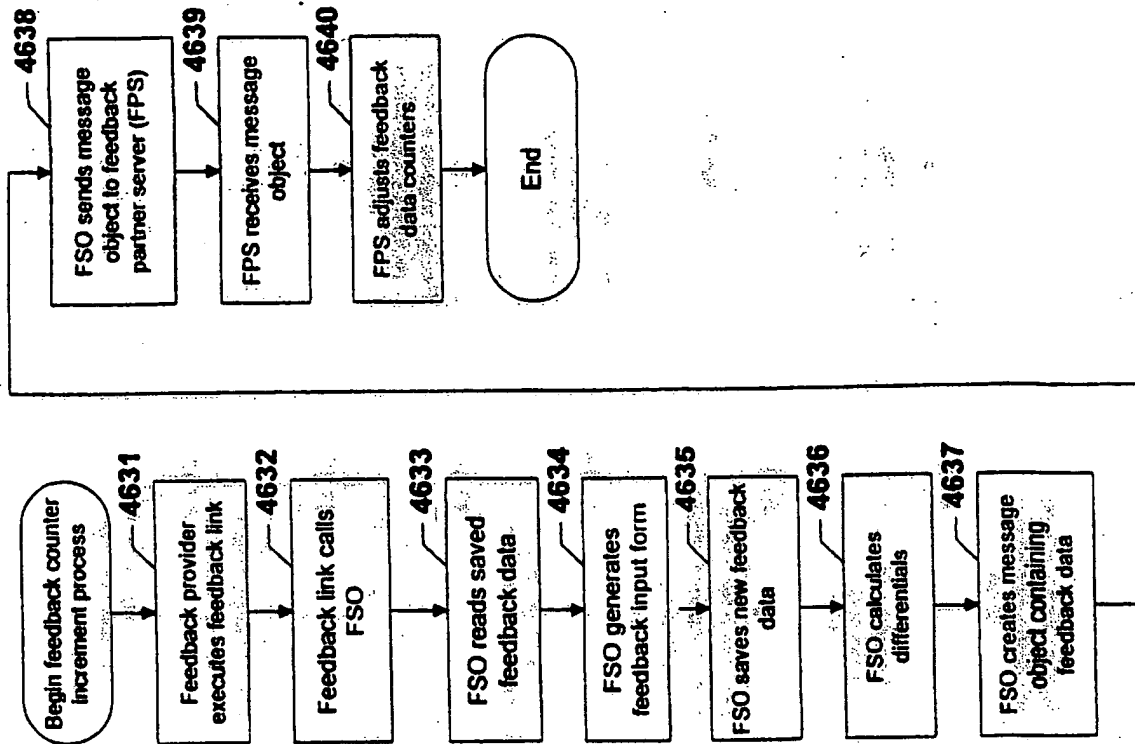 Begin feedback counter
increment process
4631
Feedback provider
executes feedback link
4632
Feedback link calls
FSO
4633
FSO reads saved
feedback data
4634
FSO generates
feedback input form
4635
FSO saves new feedback
data
4636
FSO calculates
differentials
4637
FSO creates message
object containing
feedback data
4638
FSO sends message
object to feedback
partner server (FPS)
4639
FPS receives message
object
4640
FPS adjusts feedback
data counters
End